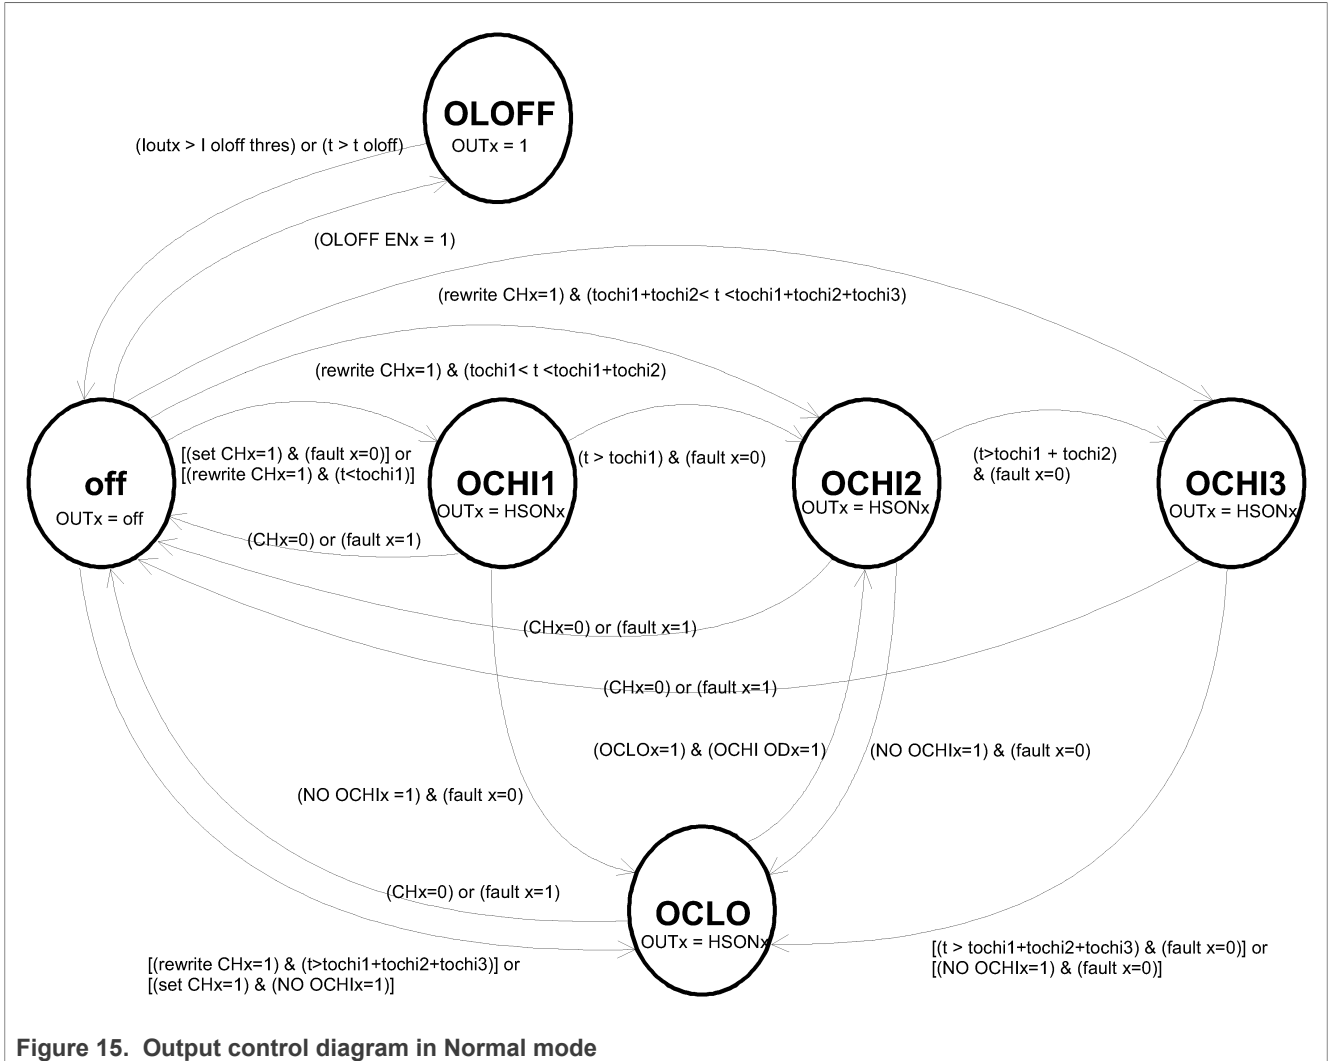 OLOFF
OUTx = 1
(Ioutx > I oloff thres) or (t > t oloff)
(OLOFF ENx = 1)
(rewrite CHx=1) & (tochi1+tochi2< t <tochi1+tochi2+tochi3)
(rewrite CHx=1) & (tochi1< t <tochi1+tochi2)
off
OUTx = off
[(set CHx=1) & (fault x=0)] or
[(rewrite CHx=1) & (t<tochi1)]
OCHI1
OUTx = HSONx
(t > tochi1) & (fault x=0)
OCHI2
OUTx = HSONx
(t>tochi1 + tochi2)
& (fault x=0)
OCHI3
OUTx = HSONx
(CHx=0) or (fault x=1)
(CHx=0) or (fault x=1)
(CHx=0) or (fault x=1)
(OCLOx=1) & (OCHI ODx=1)
(NO OCHIx=1) & (fault x=0)
(NO OCHIx =1) & (fault x=0)
(CHx=0) or (fault x=1)
OCLO
OUTx = HSONx
[(rewrite CHx=1) & (t>tochi1+tochi2+tochi3)] or
[(set CHx=1) & (NO OCHIx=1)]
[(t > tochi1+tochi2+tochi3) & (fault x=0)] or
[(NO OCHIx=1) & (fault x=0)]
Figure 15. Output control diagram in Normal mode